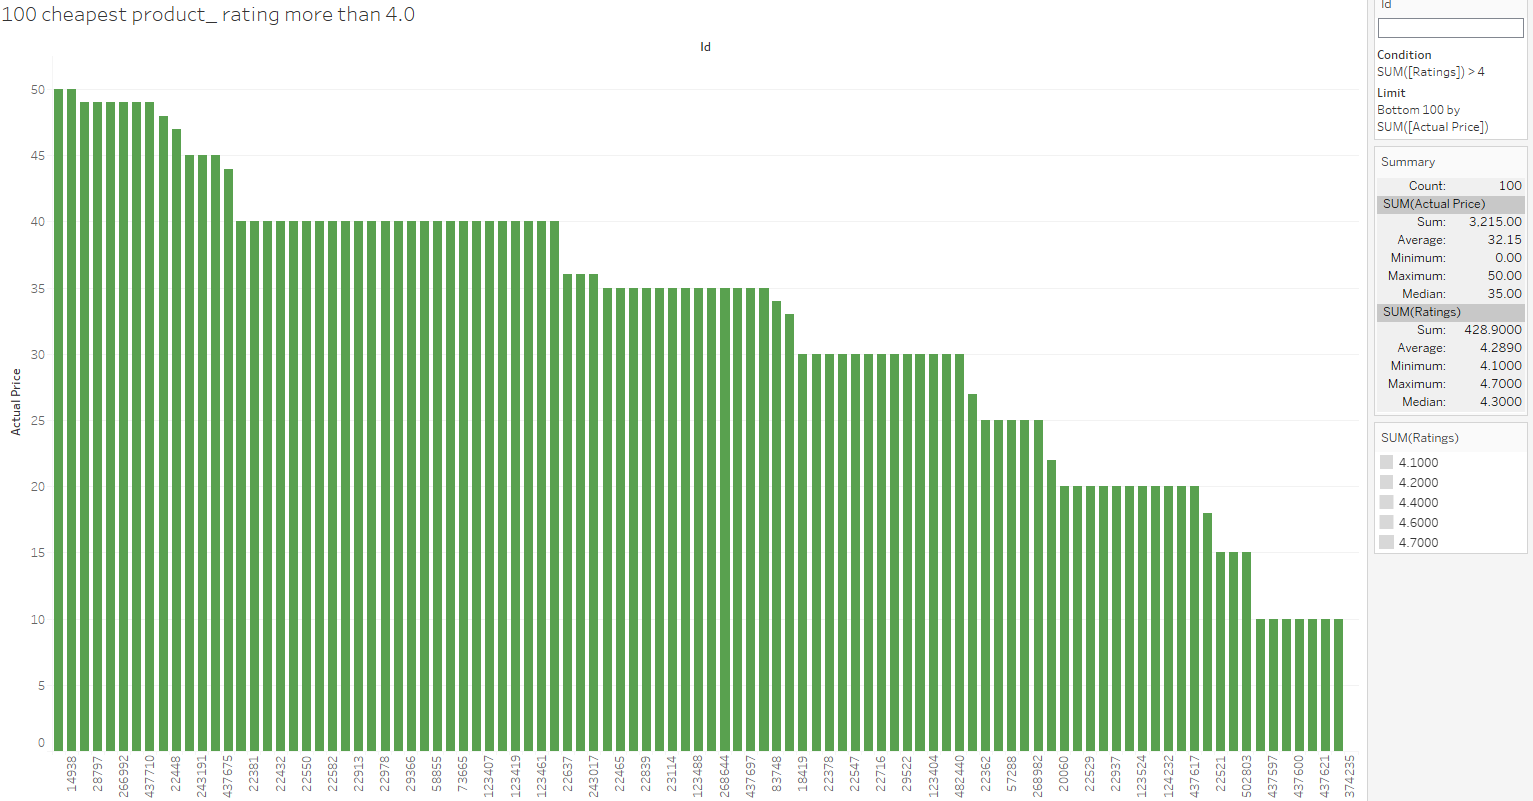 100 cheapest product_ rating more than 4.0
Id
50
45
40
35
30
25
20
15
10
5
0
Actual Price
14938
28797
266992
437710
22448
243191
437675
22381
22432
22550
22582
22913
22978
29366
58855
73665
123407
123419
123461
22637
243017
22465
22839
23114
123488
268644
437697
83748
18419
22378
22547
22716
29522
123404
482440
22362
57288
268982
20060
22529
22937
123524
124232
437617
22521
502803
437597
437600
437621
374235
Id
Condition
SUM([Ratings]) > 4
Limit
Bottom 100 by
SUM([Actual Price])
Summary
Count: 100
SUM(Actual Price)
Sum: 3,215.00
Average: 32.15
Minimum: 0.00
Maximum: 50.00
Median: 35.00
SUM(Ratings)
Sum: 428.9000
Average: 4.2890
Minimum: 4.1000
Maximum: 4.7000
Median: 4.3000
SUM(Ratings)
4.1000
4.2000
4.4000
4.6000
4.7000